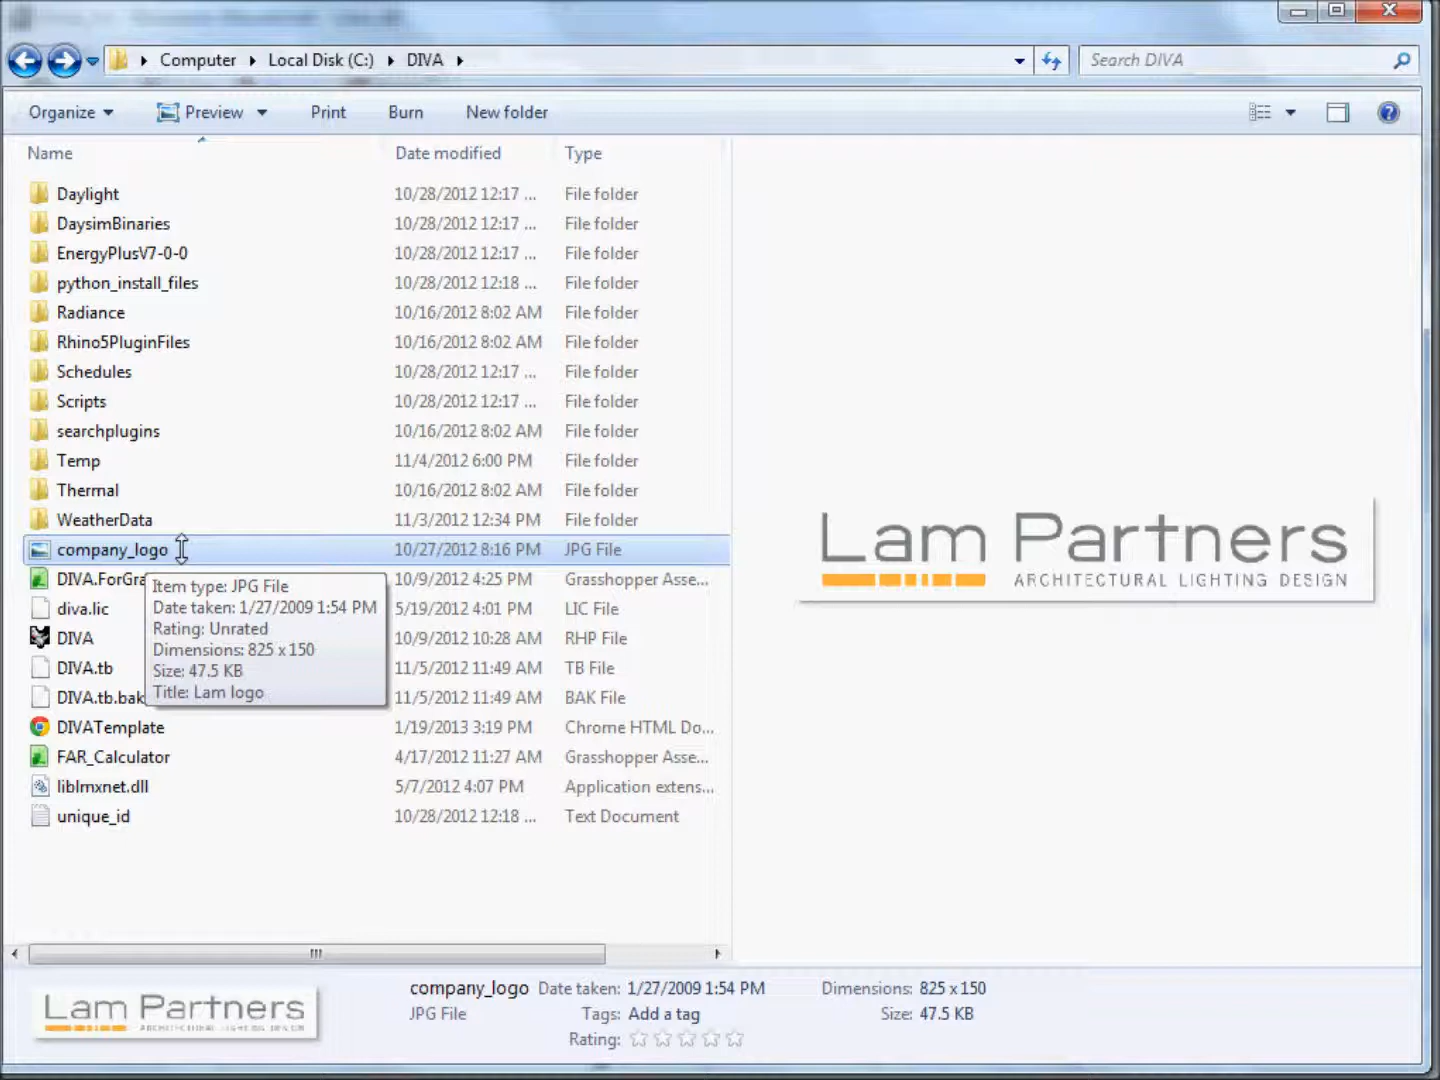 Computer Local Disk (C:) DIVA
Search DIVA
Organize Preview Print Burn New folder
Name Date modified Type
Daylight 10/28/2012 12:17 ... File folder
DaysimBinaries 10/28/2012 12:17 ... File folder
EnergyPlusV7-0-0 10/28/2012 12:17 ... File folder
python_install_files 10/28/2012 12:18 ... File folder
Radiance 10/16/2012 8:02 AM File folder
Rhino5PluginFiles 10/16/2012 8:02 AM File folder
Schedules 10/28/2012 12:17 ... File folder
Scripts 10/28/2012 12:17 ... File folder
searchplugins 10/16/2012 8:02 AM File folder
Temp 11/4/2012 6:00 PM File folder
Thermal 10/16/2012 8:02 AM File folder
WeatherData 11/3/2012 12:34 PM File folder
company_logo 10/27/2012 8:16 PM JPG File
DIVA.ForGra 10/9/2012 4:25 PM Grasshopper Asse...
diva.lic 5/19/2012 4:01 PM LIC File
DIVA 10/9/2012 10:28 AM RHP File
DIVA.tb 11/5/2012 11:49 AM TB File
DIVA.tb.bak 11/5/2012 11:49 AM BAK File
DIVATemplate 1/19/2013 3:19 PM Chrome HTML Do...
FAR_Calculator 4/17/2012 11:27 AM Grasshopper Asse...
liblmxnet.dll 5/7/2012 4:07 PM Application extens...
unique_id 10/28/2012 12:18 ... Text Document
Item type: JPG File
Date taken: 1/27/2009 1:54 PM
Rating: Unrated
Dimensions: 825 x 150
Size: 47.5 KB
Title: Lam logo
Lam Partners
ARCHITECTURAL LIGHTING DESIGN
Lam Partners
ARCHITECTURAL LIGHTING DESIGN
company_logo Date taken: 1/27/2009 1:54 PM Dimensions: 825 x 150
JPG File Tags: Add a tag Size: 47.5 KB
Rating: